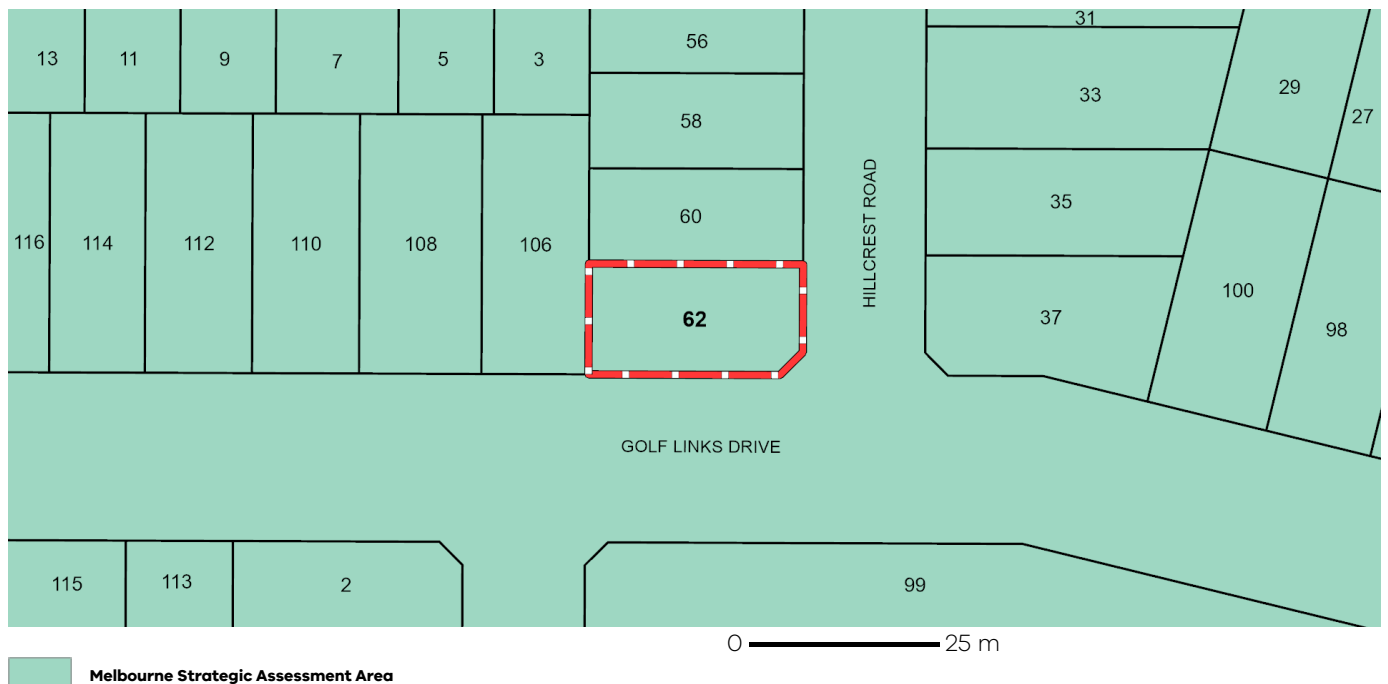 31
13 11 9 7 5 3 56 33 29 27
58
60 35
116 114 112 110 108 106 HILLCREST ROAD
62 37 100 98
GOLF LINKS DRIVE
115 113 2 99
0 25 m
Melbourne Strategic Assessment Area